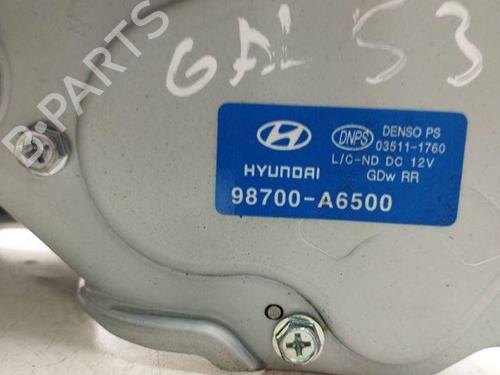 GAL 53
B-PARTS
DNPS
DENSO PS
03511-1760
L/C-ND DC 12V
HYUNDAI
GDw RR
98700-A6500